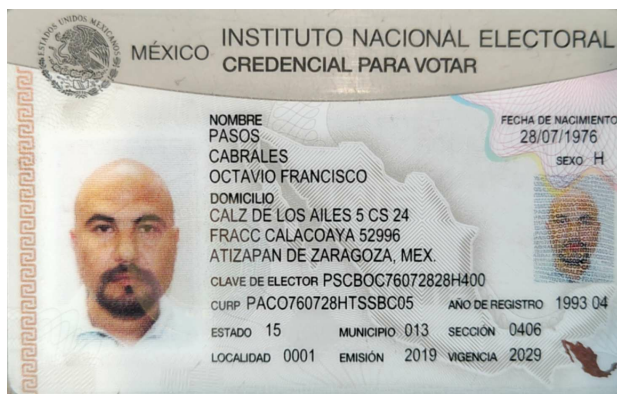 ESTADOS UNIDOS MEXICANOS
MÉXICO INSTITUTO NACIONAL ELECTORAL
CREDENCIAL PARA VOTAR
NOMBRE
PASOS
CABRALES
OCTAVIO FRANCISCO
FECHA DE NACIMIENTO
28/07/1976
SEXO H
DOMICILIO
CALZ DE LOS AILES 5 CS 24
FRACC CALACOAYA 52996
ATIZAPAN DE ZARAGOZA, MEX.
CLAVE DE ELECTOR PSCBOC76072828H400
CURP PACO760728HTSSBC05 AÑO DE REGISTRO 1993 04
ESTADO 15 MUNICIPIO 013 SECCIÓN 0406
LOCALIDAD 0001 EMISIÓN 2019 VIGENCIA 2029